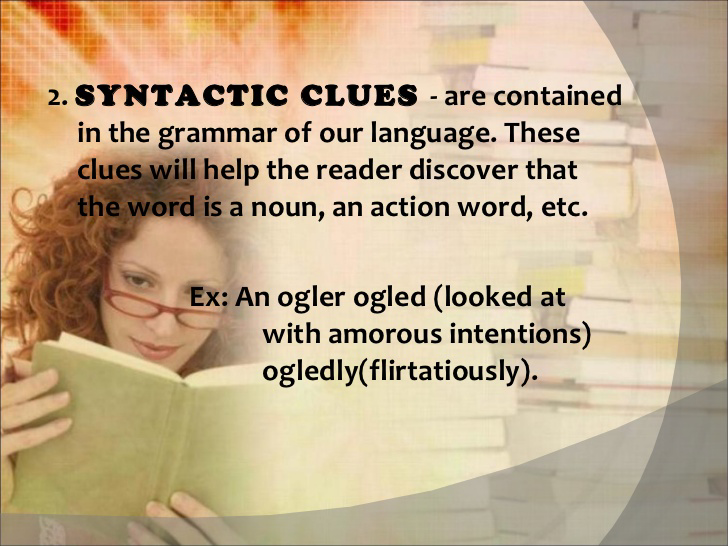 2. SYNTACTIC CLUES - are contained
in the grammar of our language. These
clues will help the reader discover that
the word is a noun, an action word, etc.
Ex: An ogler ogled (looked at
with amorous intentions)
ogledly(flirtatiously).